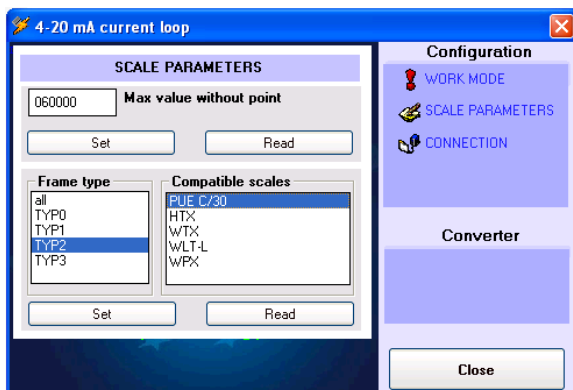 4-20 mA current loop
SCALE PARAMETERS
060000 Max value without point
Set Read
Frame type Compatible scales
all PUE C/30
TYP0 HTX
TYP1 WTX
TYP2 WLT-L
TYP3 WPX
Set Read
Configuration
WORK MODE
SCALE PARAMETERS
CONNECTION
Converter
Close